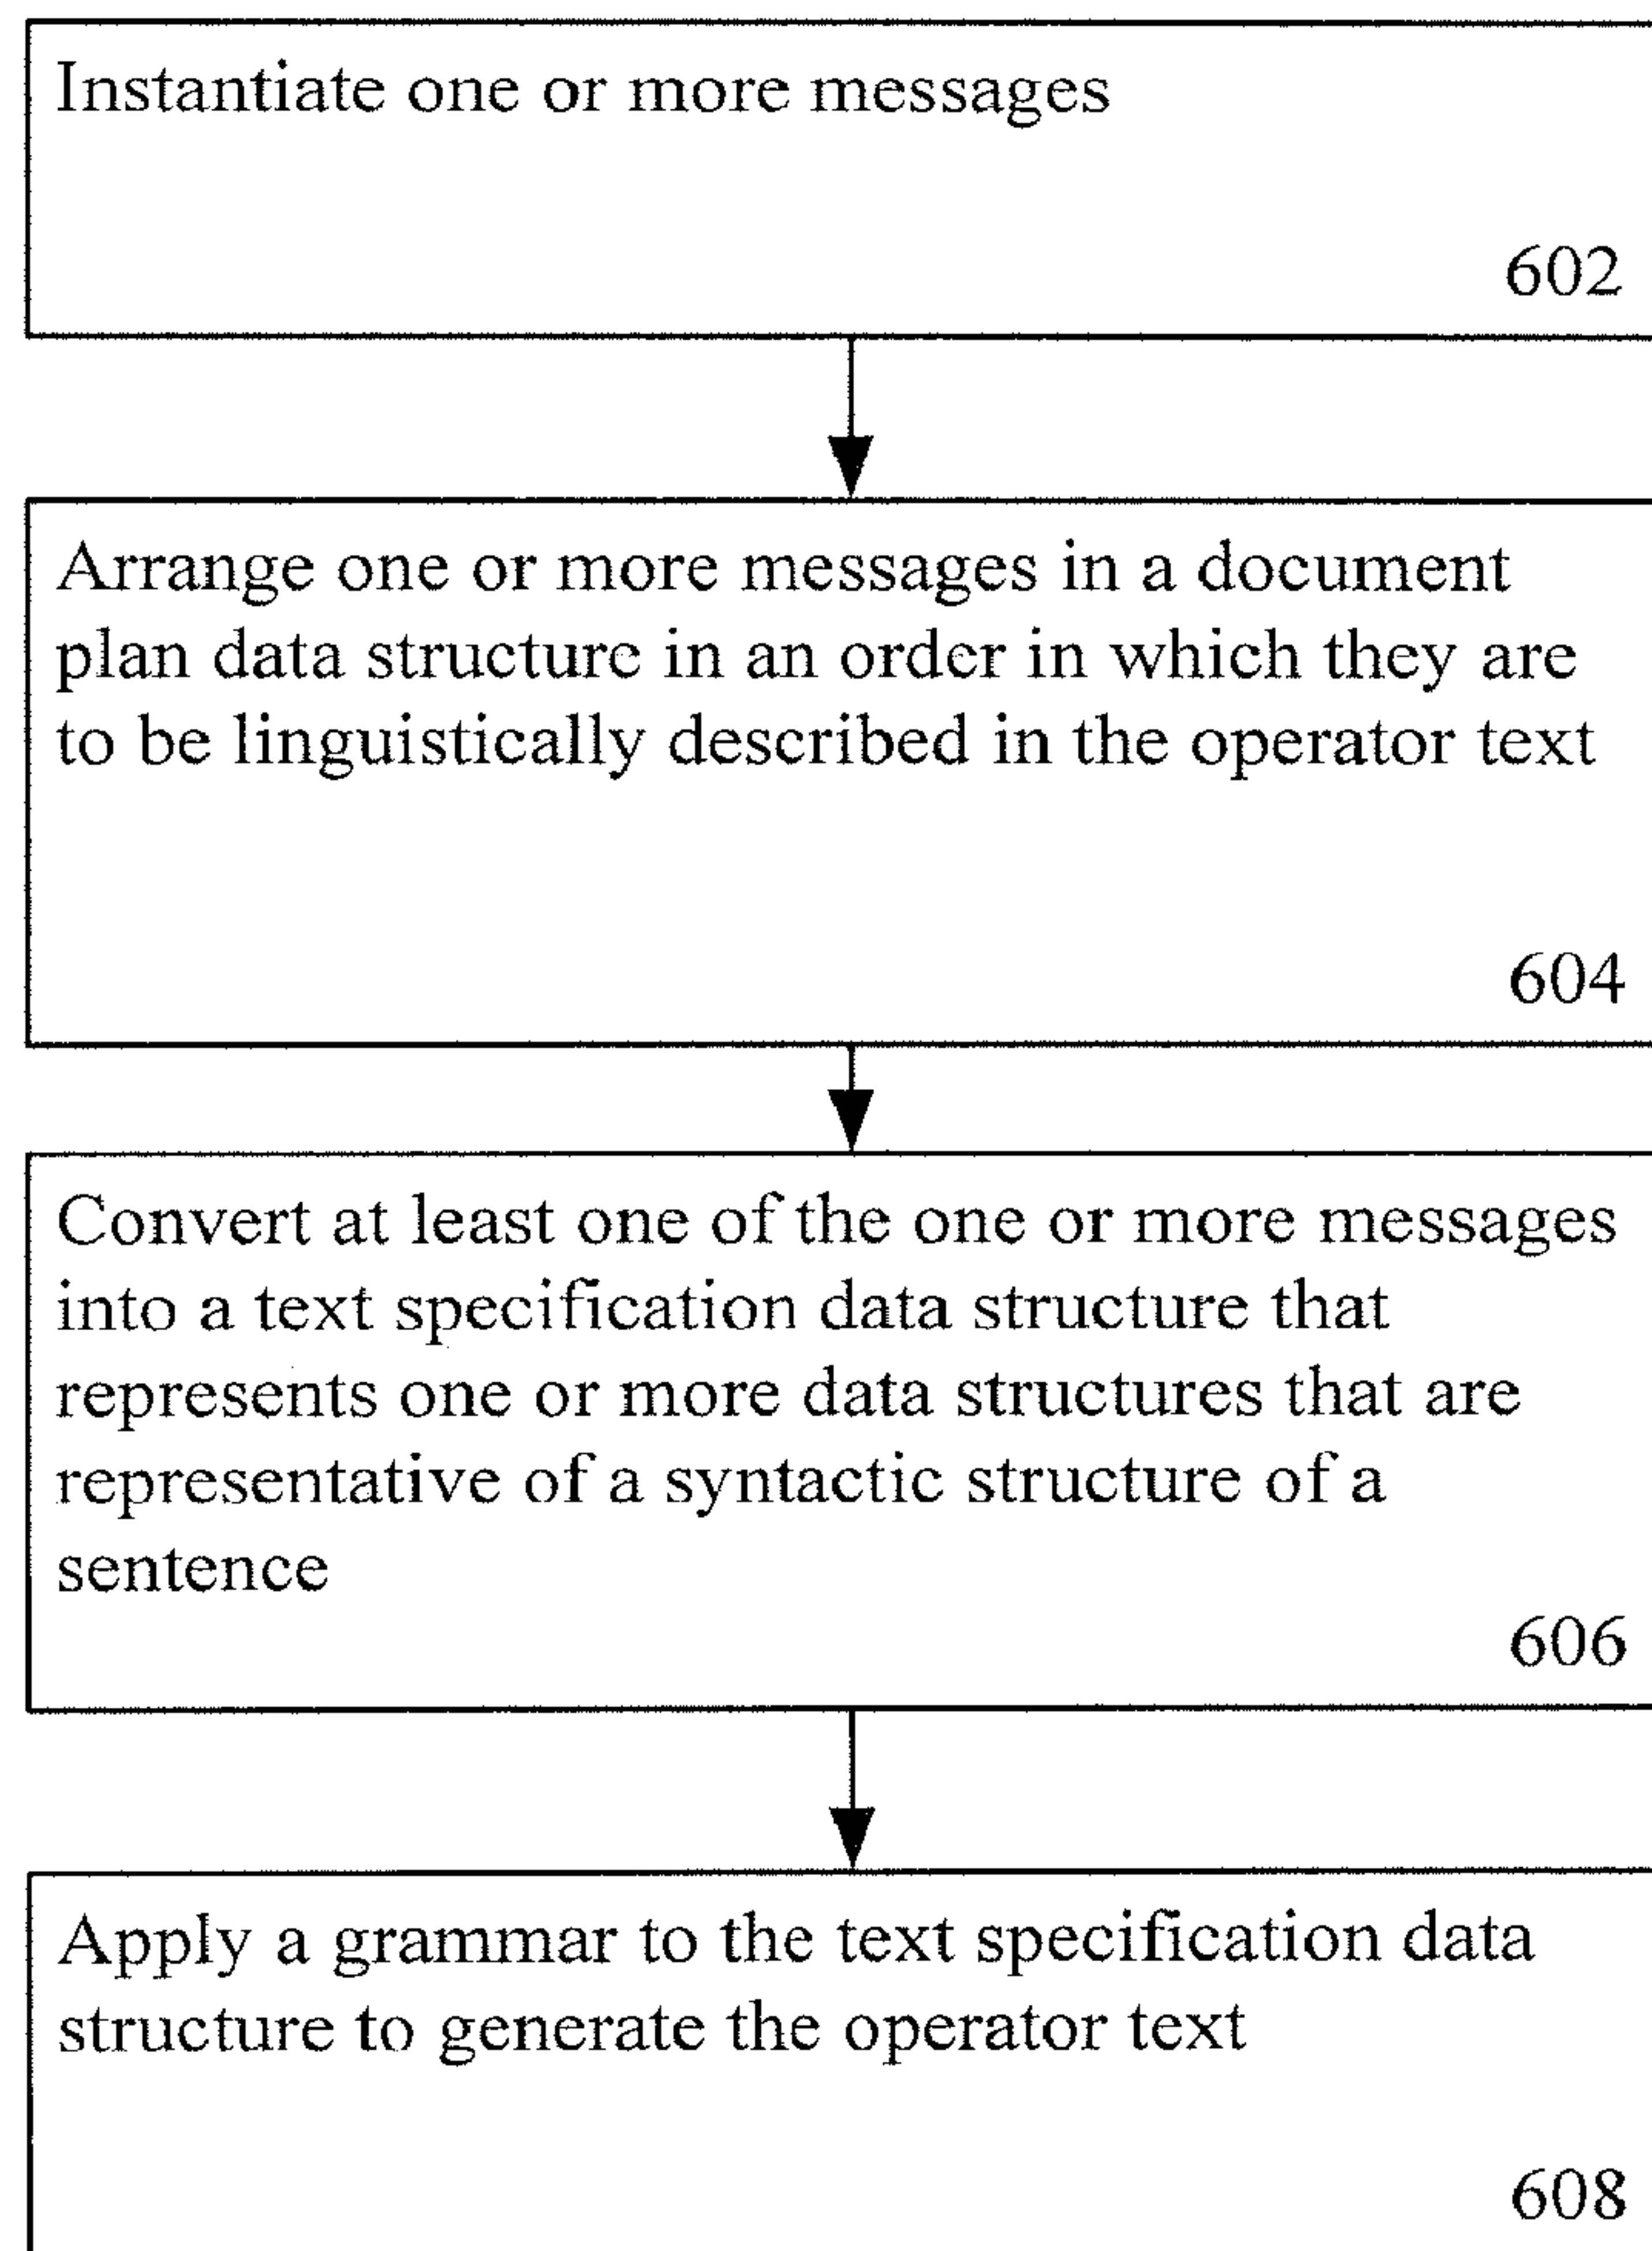 Instantiate one or more messages
602
Arrange one or more messages in a document
plan data structure in an order in which they are
to be linguistically described in the operator text
604
Convert at least one of the one or more messages
into a text specification data structure that
represents one or more data structures that are
representative of a syntactic structure of a
sentence
606
Apply a grammar to the text specification data
structure to generate the operator text
608